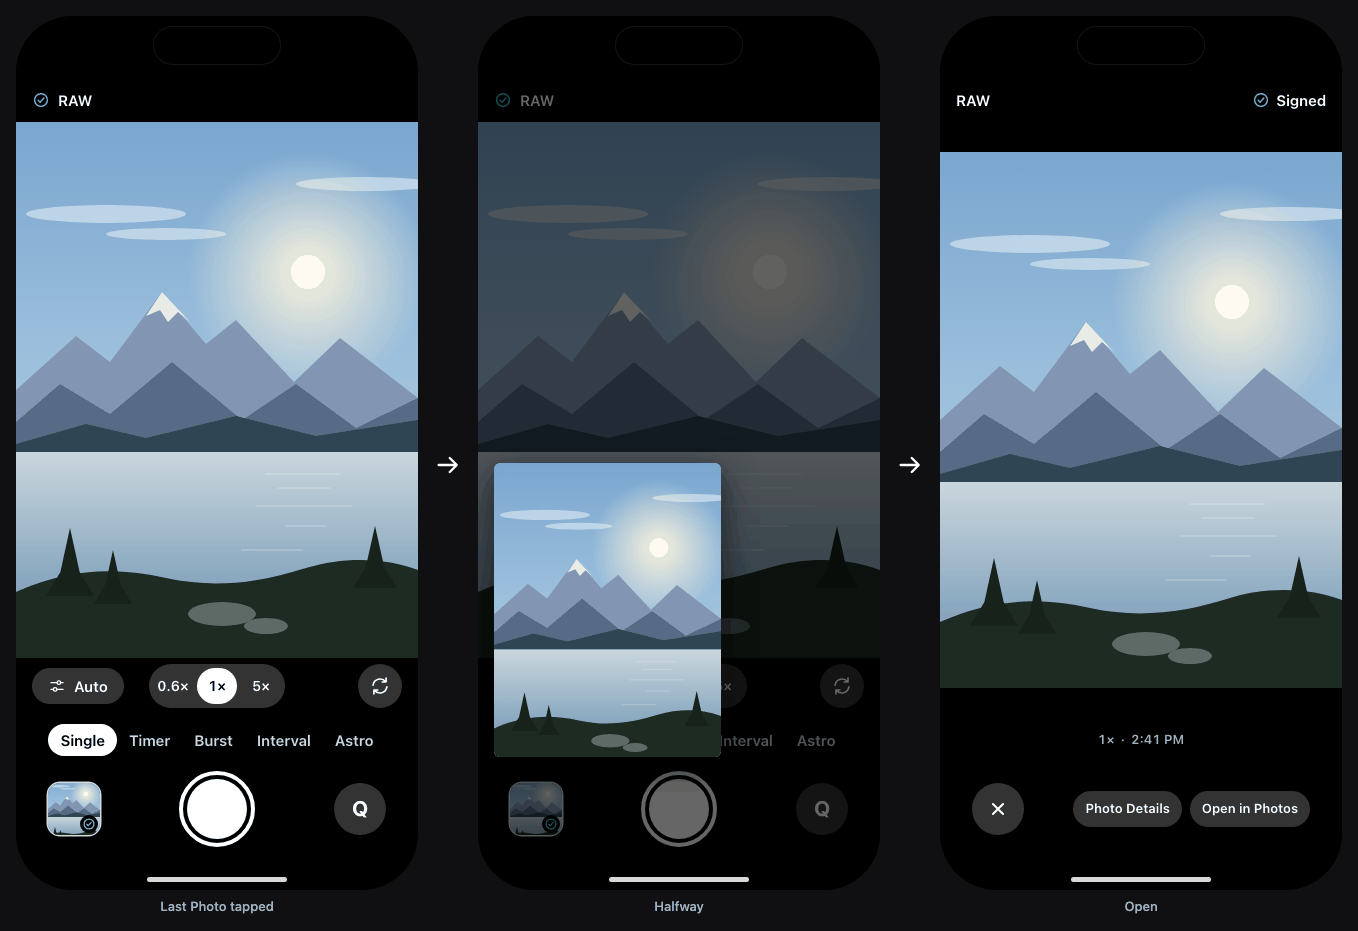 RAW
Auto
0.6× 1× 5×
Single Timer Burst Interval Astro
Q
Last Photo tapped
RAW
×
Interval Astro
Q
Halfway
RAW
Signed
1× · 2:41 PM
Photo Details
Open in Photos
Open